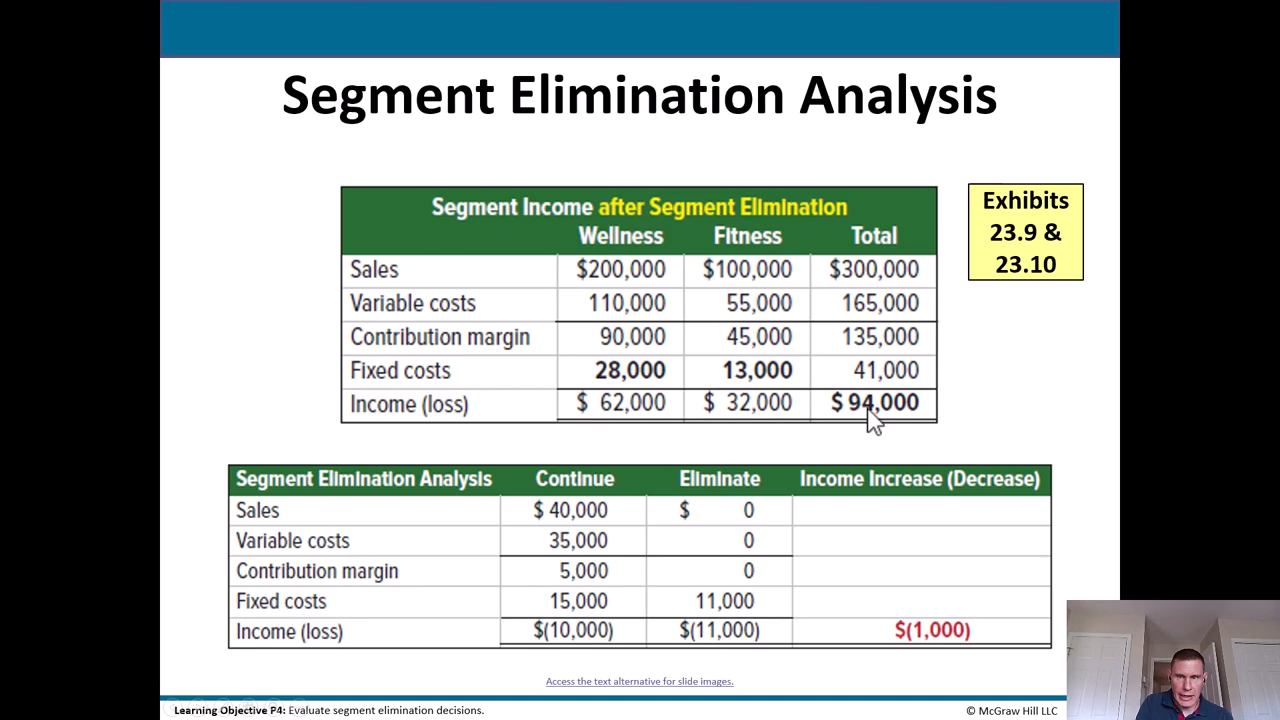 Segment Elimination Analysis
Segment Income after Segment Elimination
Wellness Fitness Total
Sales $200,000 $100,000 $300,000
Variable costs 110,000 55,000 165,000
Contribution margin 90,000 45,000 135,000
Fixed costs 28,000 13,000 41,000
Income (loss) $ 62,000 $ 32,000 $ 94,000
Exhibits
23.9 &
23.10
Segment Elimination Analysis Continue Eliminate Income Increase (Decrease)
Sales $ 40,000 $ 0
Variable costs 35,000 0
Contribution margin 5,000 0
Fixed costs 15,000 11,000
Income (loss) $(10,000) $(11,000) $(1,000)
Access the text alternative for slide images.
Learning Objective P4: Evaluate segment elimination decisions. © McGraw Hill LLC